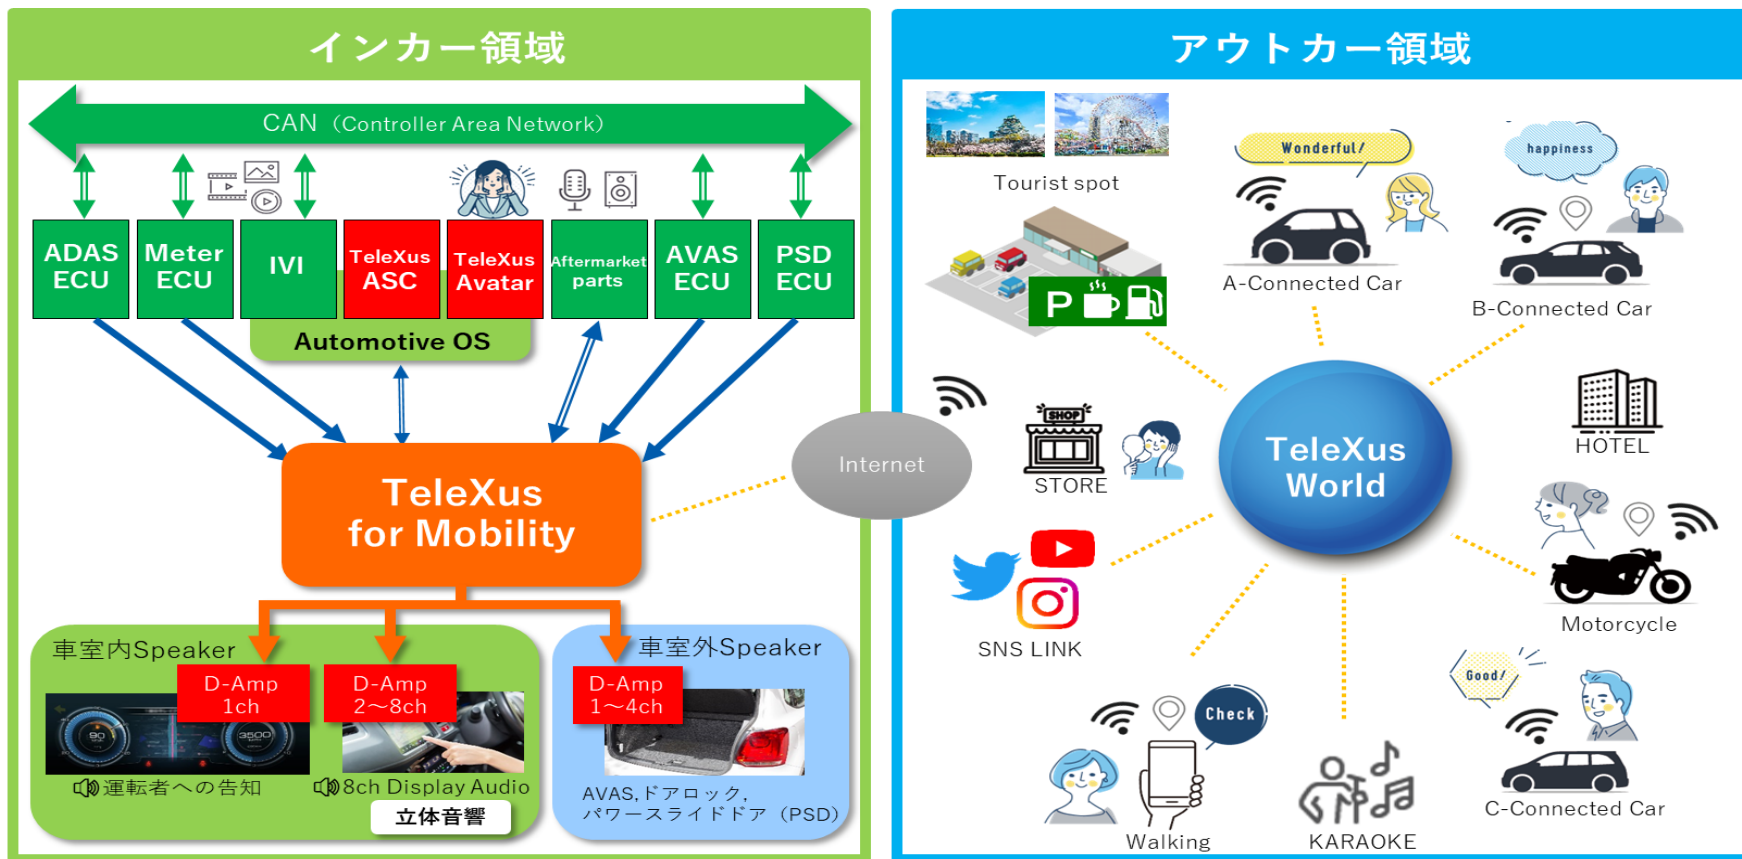 インカー領域
CAN（Controller Area Network）
ADAS
ECU
Meter
ECU
IVI
TeleXus
ASC
TeleXus
Avatar
Aftermarket
parts
AVAS
ECU
PSD
ECU
Automotive OS
TeleXus
for Mobility
Internet
車室内Speaker
D-Amp
1ch
D-Amp
2～8ch
90
3500
運転者への告知
8ch Display Audio
立体音響
車室外Speaker
D-Amp
1～4ch
AVAS,ドアロック,
パワースライドドア（PSD）
アウトカー領域
Tourist spot
P
Wonderful!
A-Connected Car
happiness
B-Connected Car
SHOP
STORE
TeleXus
World
HOTEL
SNS LINK
Motorcycle
Check
Walking
KARAOKE
Good!
C-Connected Car